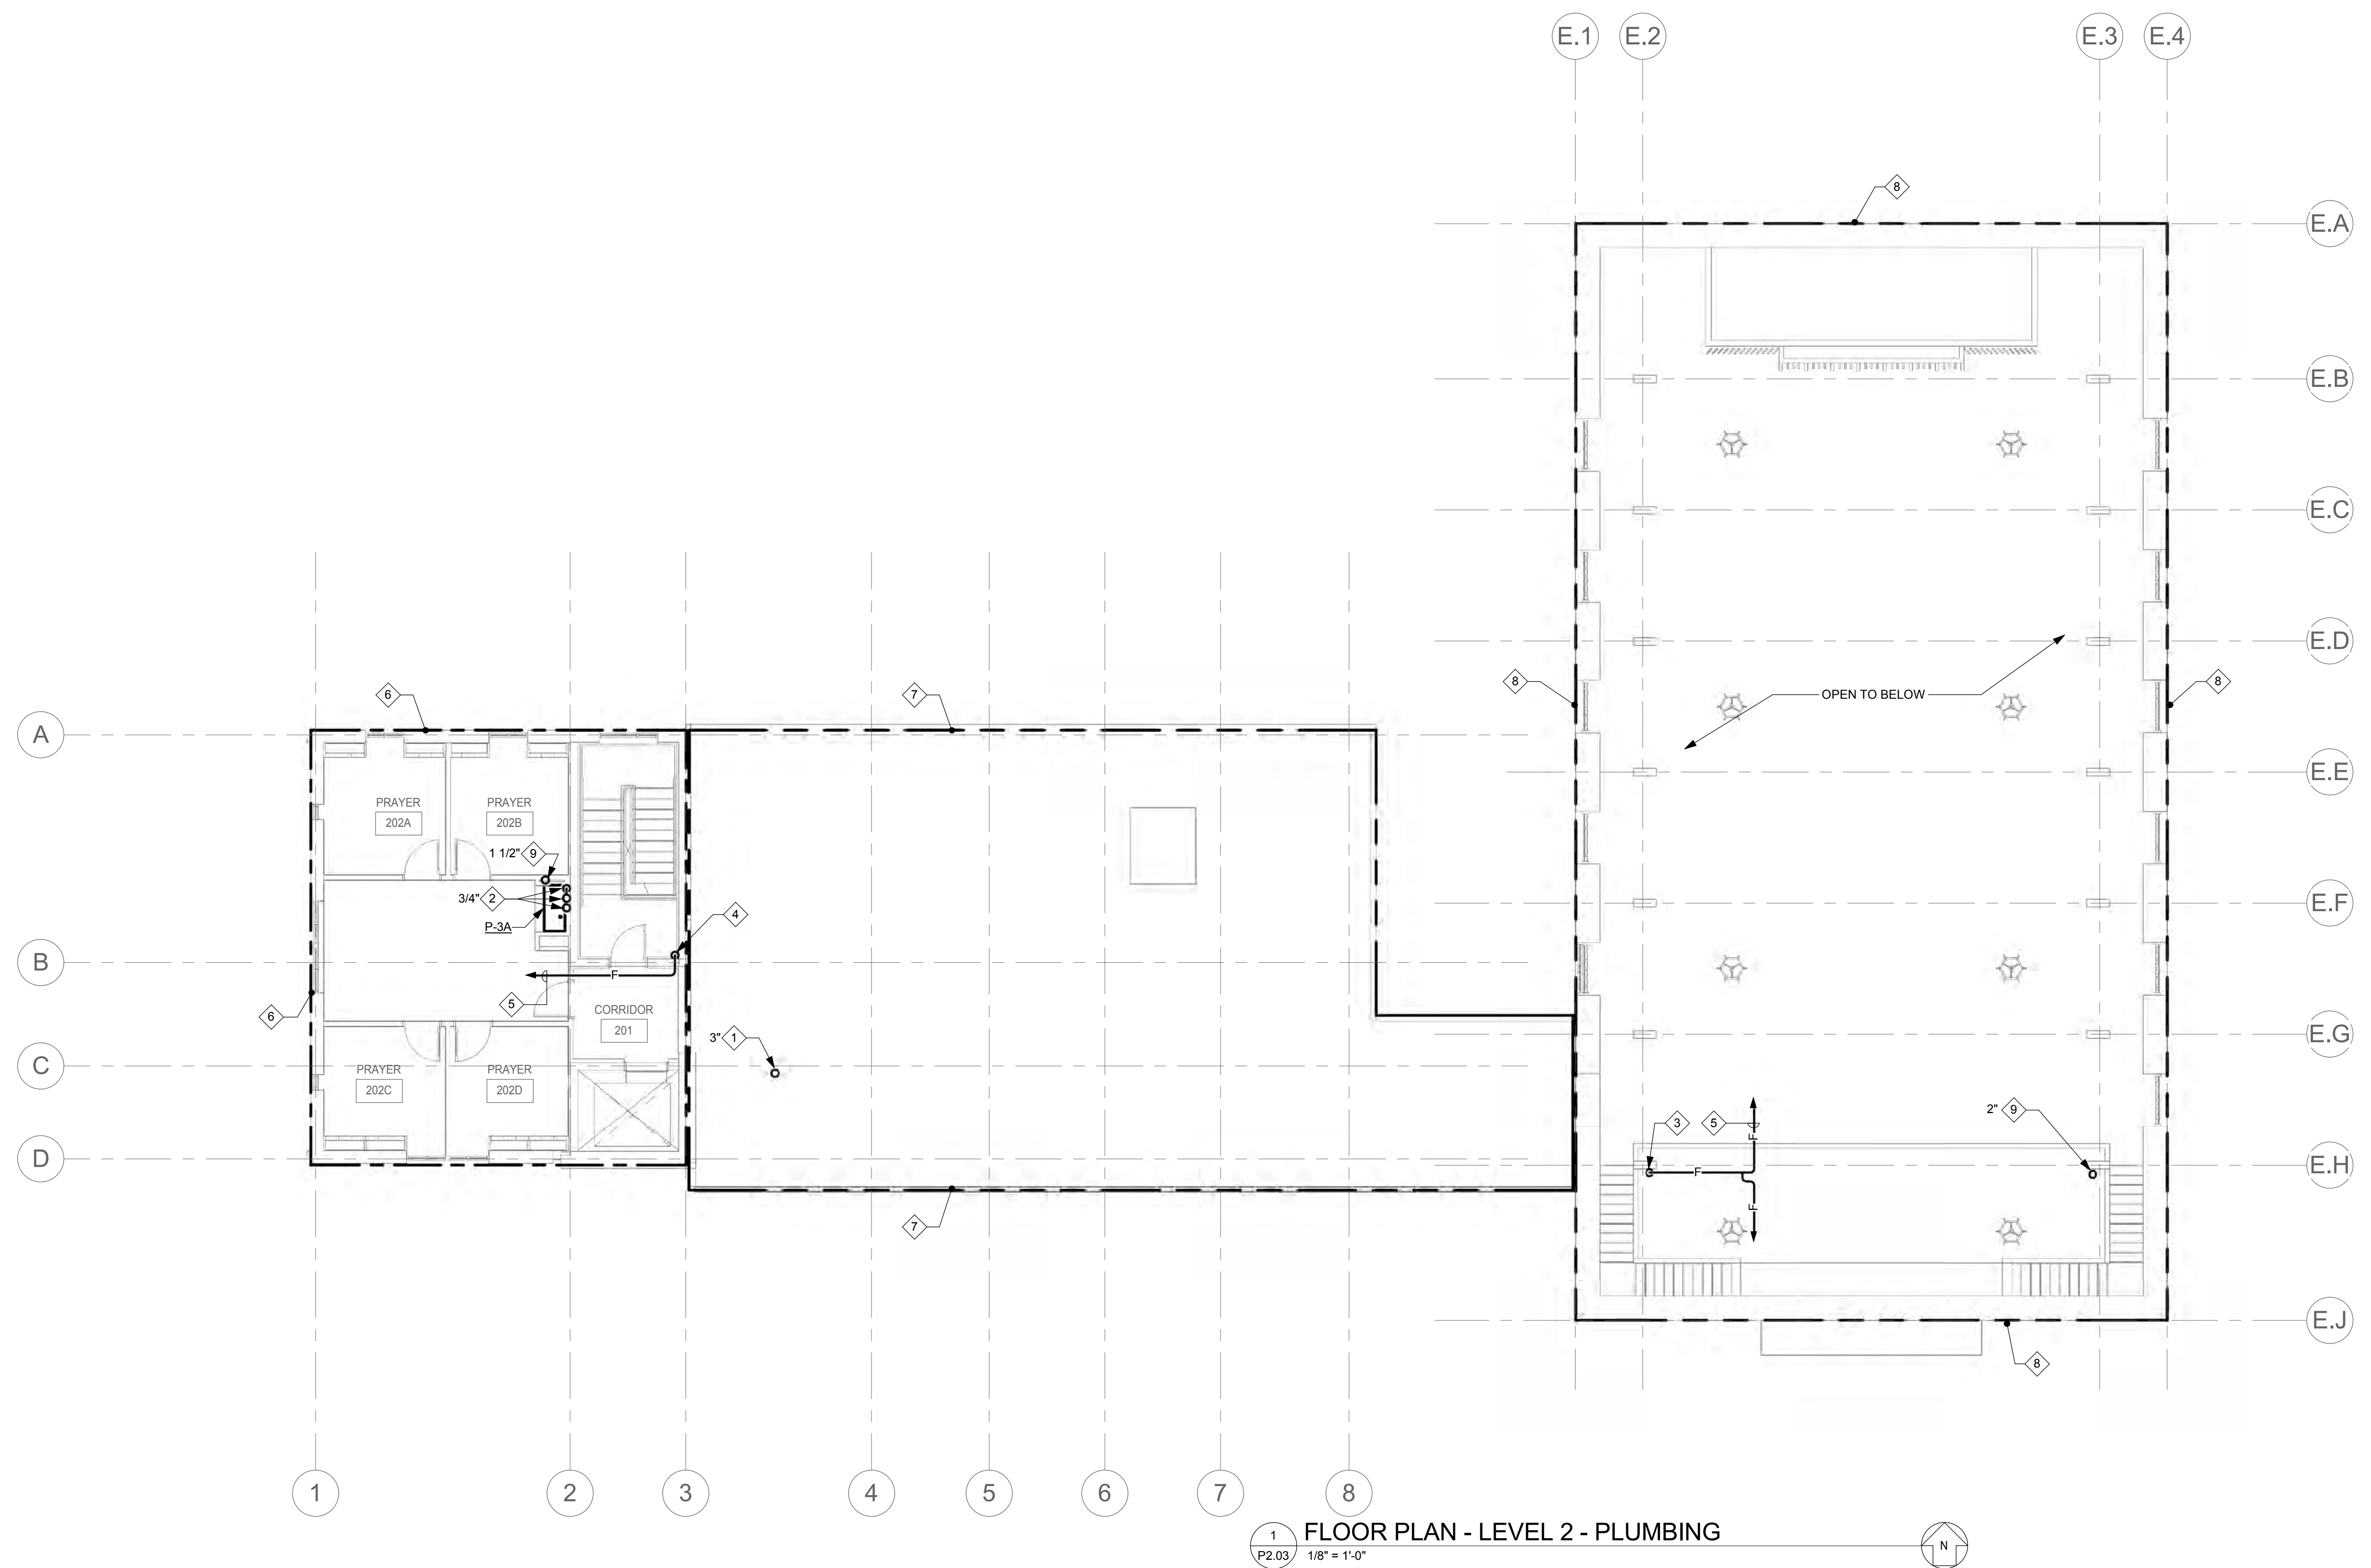 E.1
E.2
E.3
E.4
8
E.A
E.B
E.C
E.D
6
7
8
OPEN TO BELOW
8
A
E.E
PRAYER
202A
PRAYER
202B
1 1/2" 9
3/4" 2
P-3A
E.F
4
B
F
5
CORRIDOR
201
6
3" 1
E.G
C
PRAYER
202C
PRAYER
202D
3
5
2" 9
F
D
F
E.H
F
7
E.J
8
1
2
3
4
5
6
7
8
1
P2.03
FLOOR PLAN - LEVEL 2 - PLUMBING
1/8" = 1'-0"
N